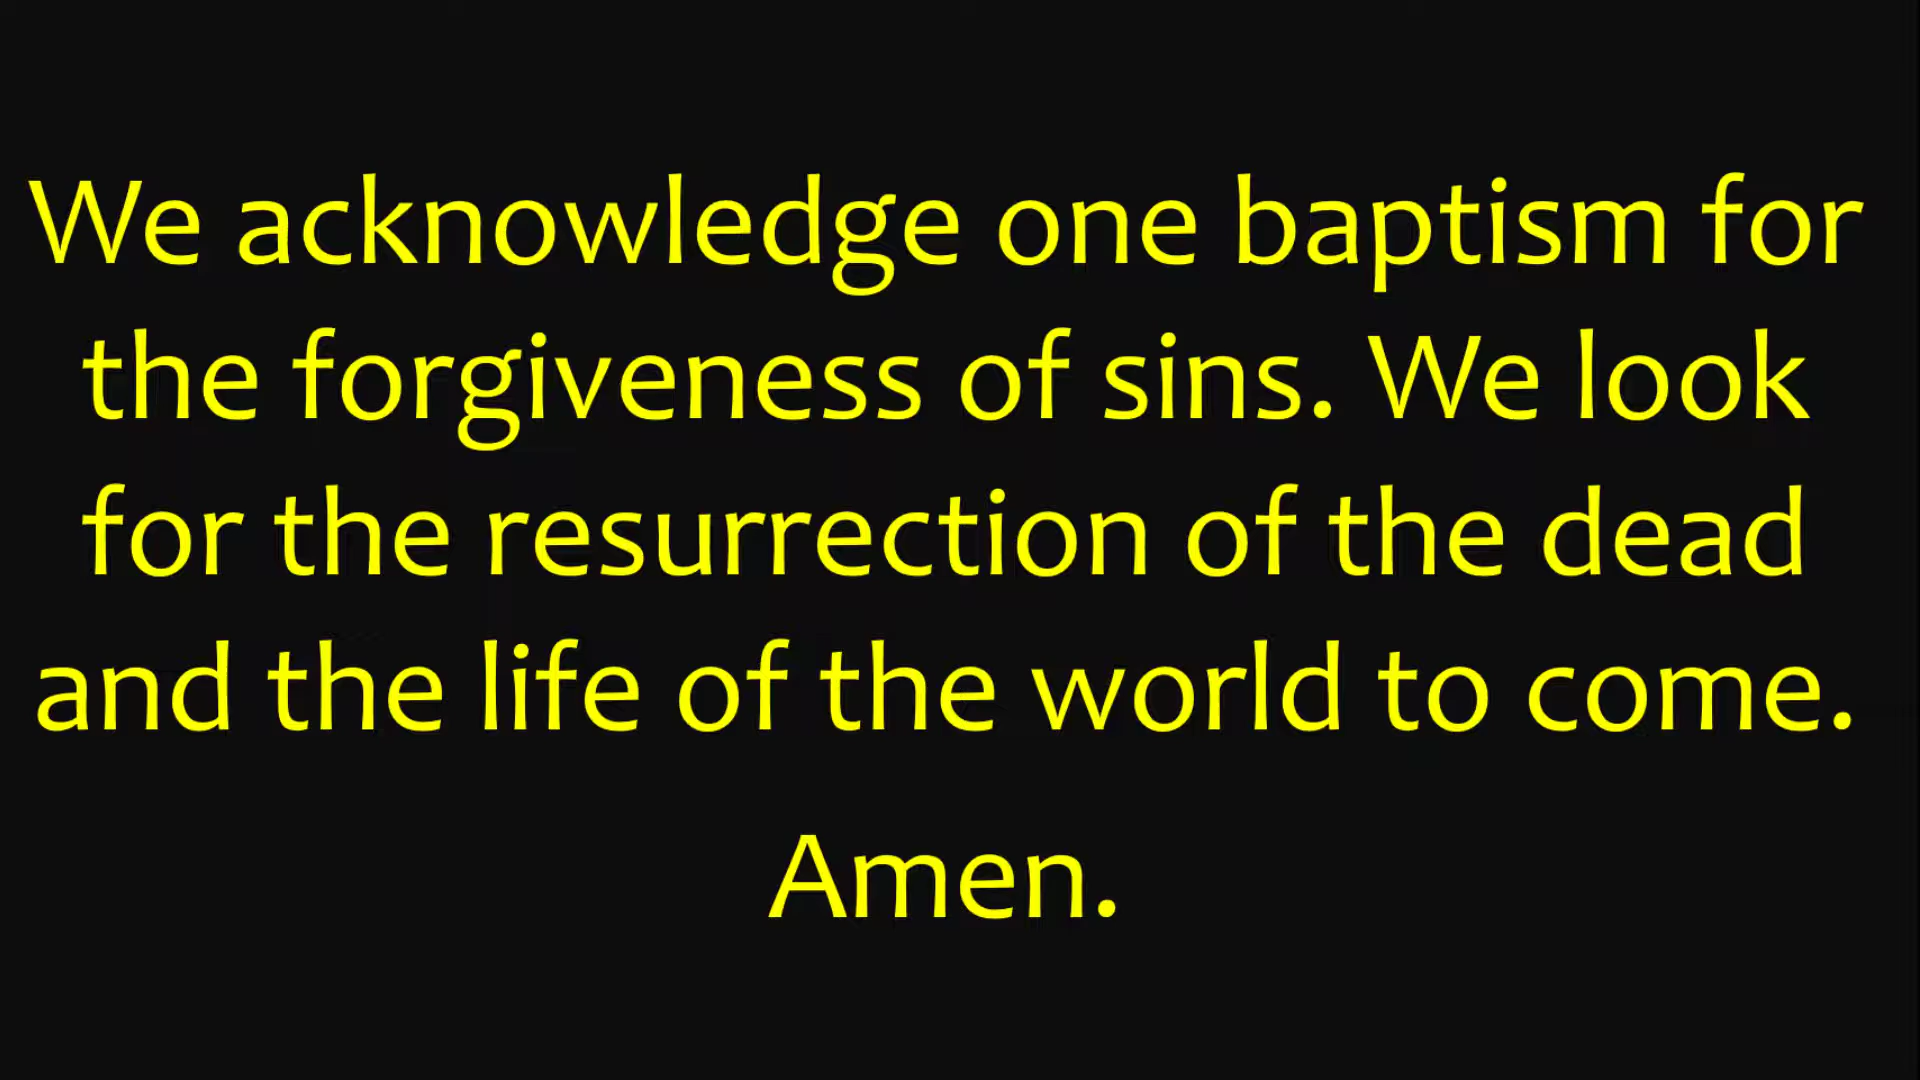 We acknowledge one baptism for
the forgiveness of sins. We look
for the resurrection of the dead
and the life of the world to come.
Amen.